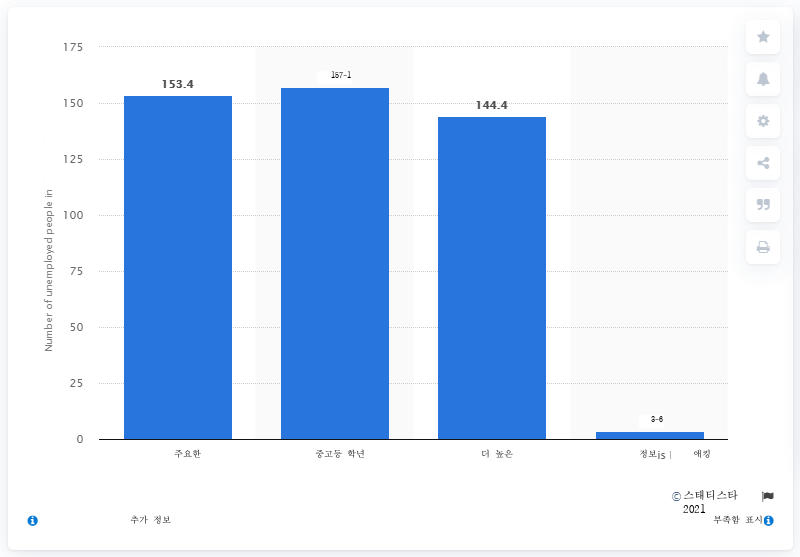 175
150
125
100
75
50
25
0
Number of unemployed people in
153.4
157-1
144.4
3-6
주요한
중고등 학년
더 높은
정보is | 애킹
© 스태티스타
2021
추가 정보
부족함 표시